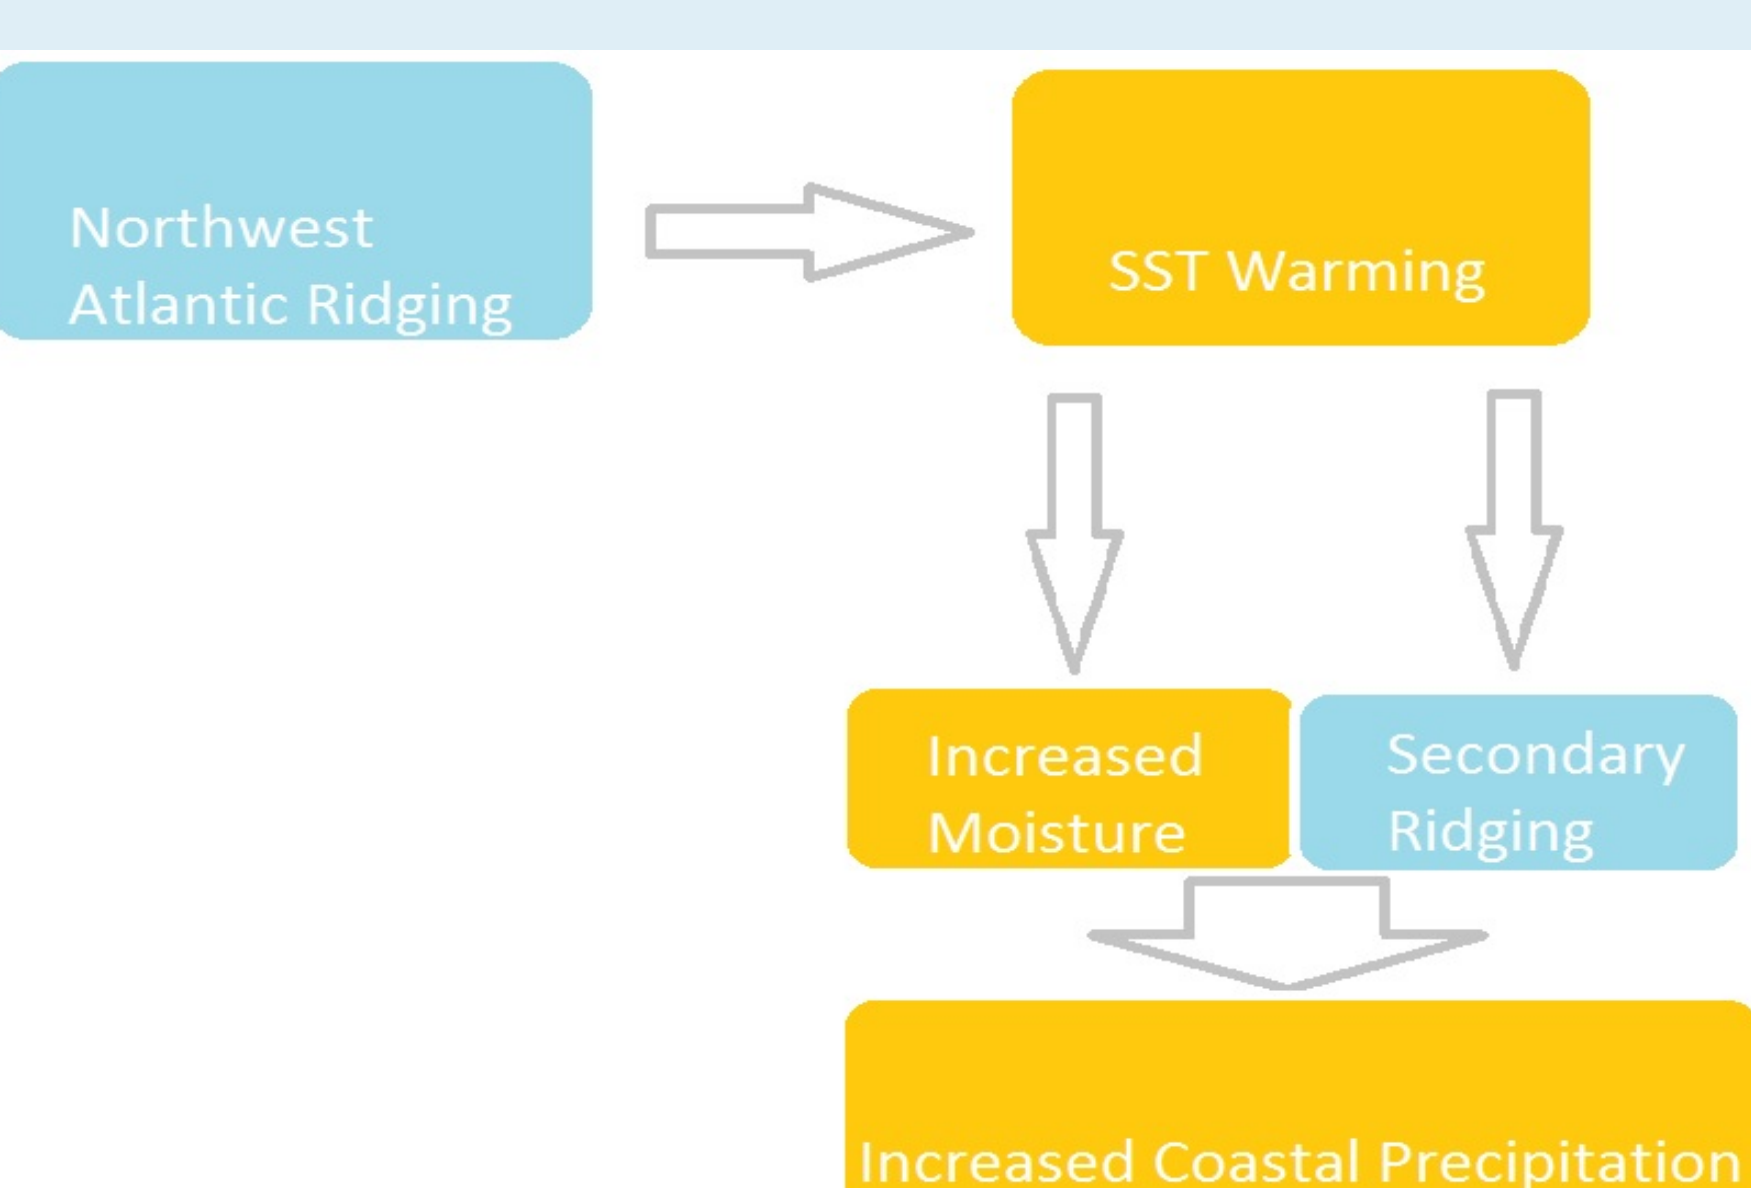 Northwest
Atlantic Ridging
SST Warming
Increased
Moisture
Secondary
Ridging
Increased Coastal Precipitation